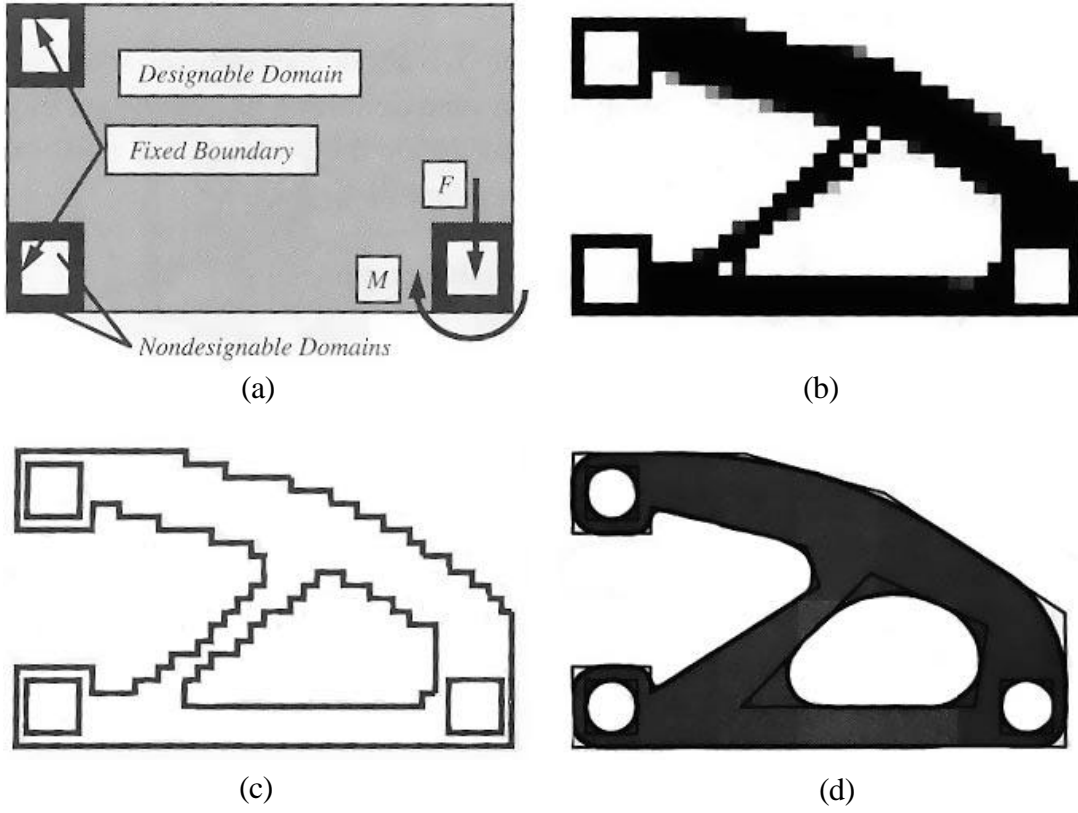 Designable Domain
Fixed Boundary
F
M
Nondesignable Domains
(a)
(b)
(c)
(d)